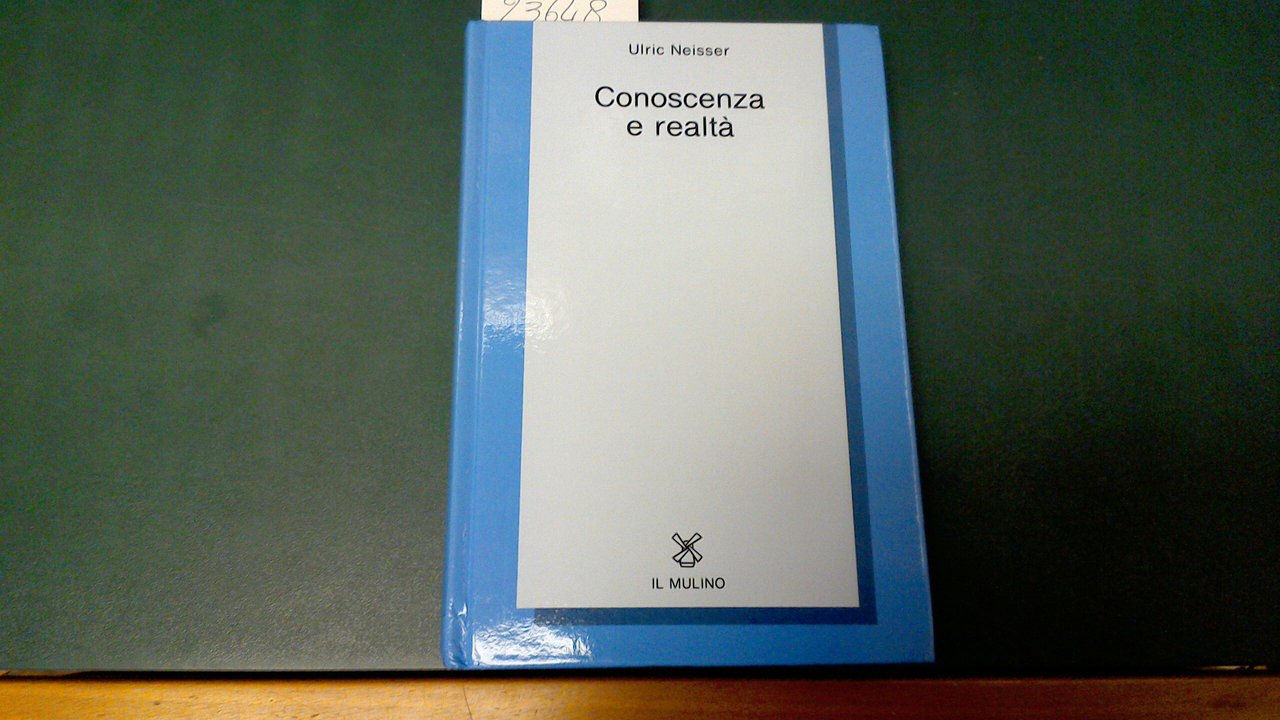 93648
Ulric Neisser
Conoscenza
e realtà
IL MULINO